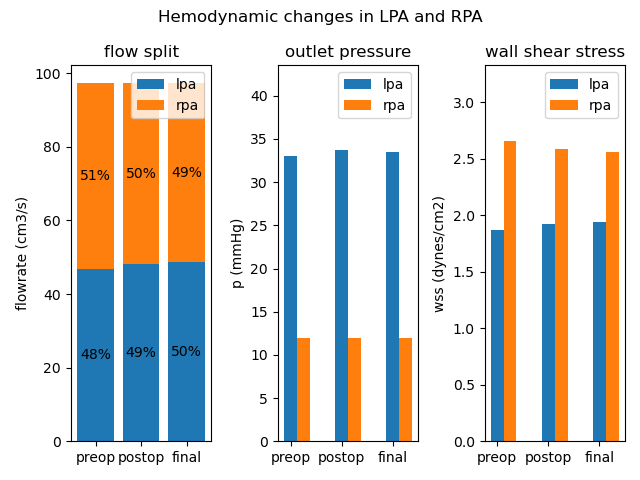 Hemodynamic changes in LPA and RPA
flow split
flowrate (cm3/s)
100
80
60
40
20
0
lpa
rpa
51%
50%
49%
48%
49%
50%
preop
postop
final
outlet pressure
p (mmHg)
40
35
30
25
20
15
10
5
0
lpa
rpa
preop
postop
final
wall shear stress
wss (dynes/cm2)
3.0
2.5
2.0
1.5
1.0
0.5
0.0
lpa
rpa
preop
postop
final